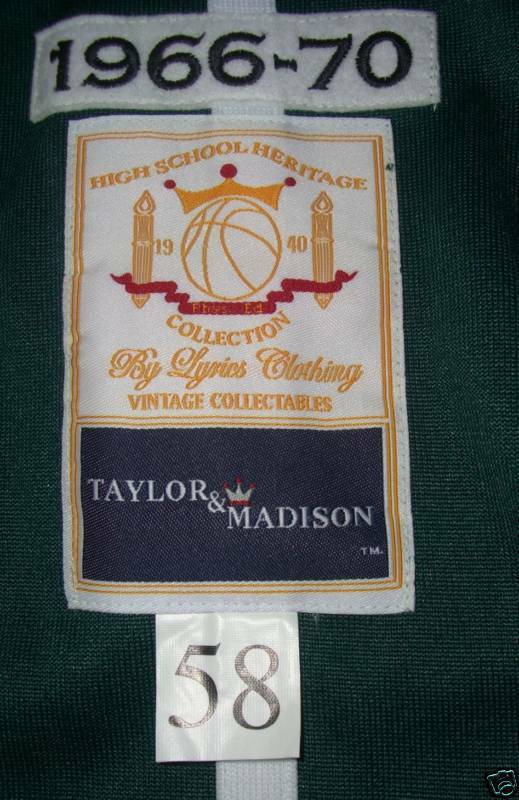 1966-70
HIGH SCHOOL HERITAGE
19 40
Phys. Ed
COLLECTION
By Lyrics Clothing
VINTAGE COLLECTABLES
TAYLOR & MADISON
TM
58